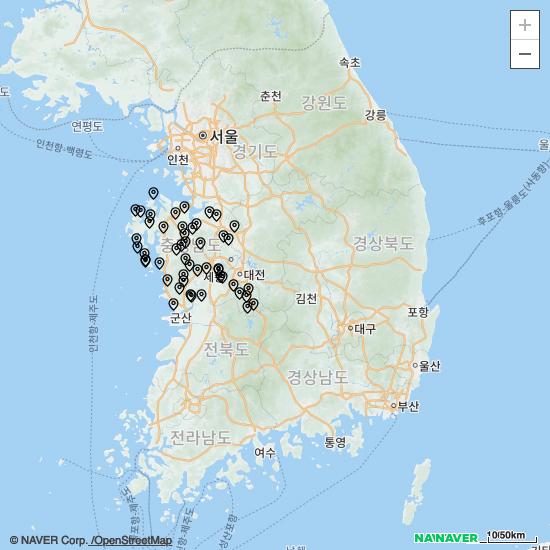 +
−
속초
춘천
강원도
강릉
연평도
서울
인천항-백령도
인천
경기도
후포항-울릉도(사동항)
경상북도
대전
김천
포항
인천항-제주도
군산
대구
전북도
울산
경상남도
부산
전라남도
여수
통영
© NAVER Corp. /OpenStreetMap
NAVER
10/50km